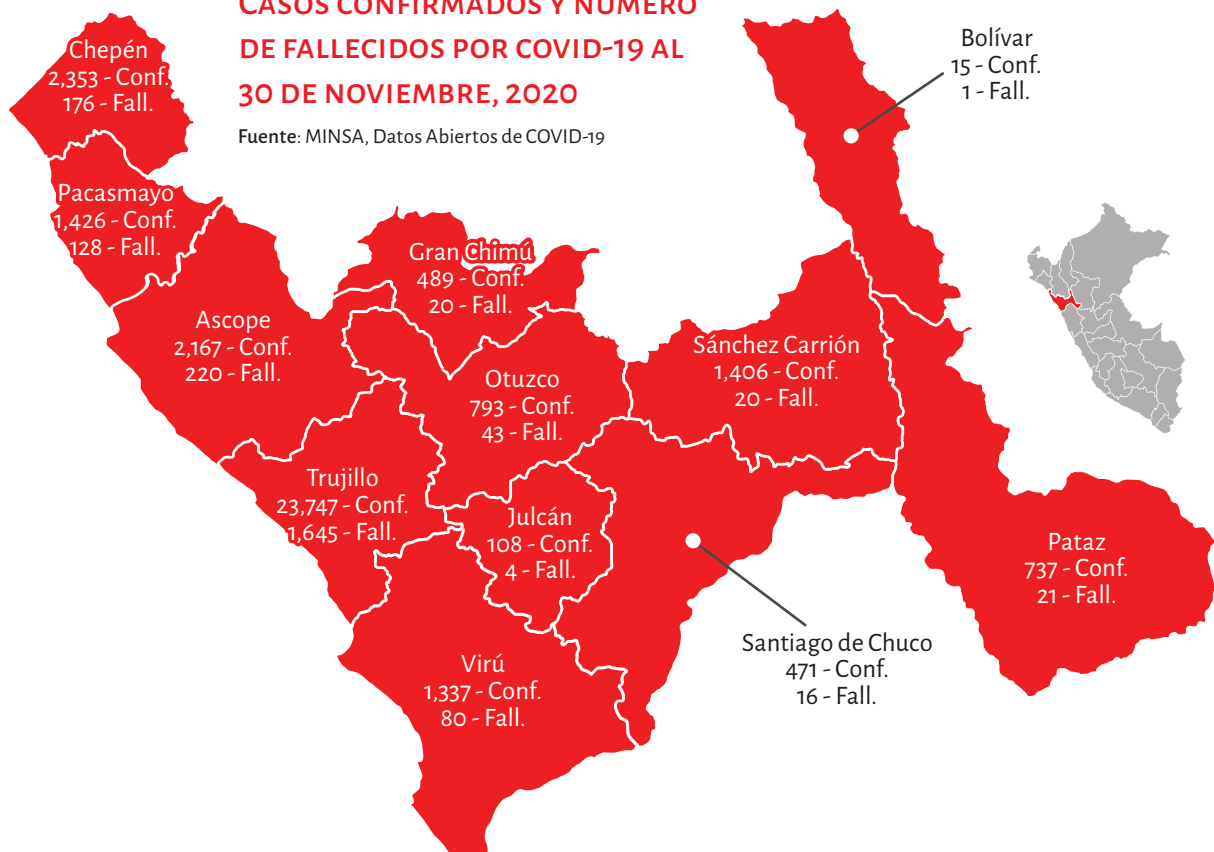 CASOS CONFIRMADOS Y NÚMERO
DE FALLECIDOS POR COVID-19 AL
30 DE NOVIEMBRE, 2020
Fuente: MINSA, Datos Abiertos de COVID-19
Chepén
2,353 - Conf.
176 - Fall.
Bolívar
15 - Conf.
1 - Fall.
Pacasmayo
1,426 - Conf.
128 - Fall.
Gran Chimú
489 - Conf.
20 - Fall.
Ascope
2,167 - Conf.
220 - Fall.
Sánchez Carrión
1,406 - Conf.
20 - Fall.
Otuzco
793 - Conf.
43 - Fall.
Trujillo
23,747 - Conf.
1,645 - Fall.
Julcán
108 - Conf.
4 - Fall.
Pataz
737 - Conf.
21 - Fall.
Santiago de Chuco
471 - Conf.
16 - Fall.
Virú
1,337 - Conf.
80 - Fall.